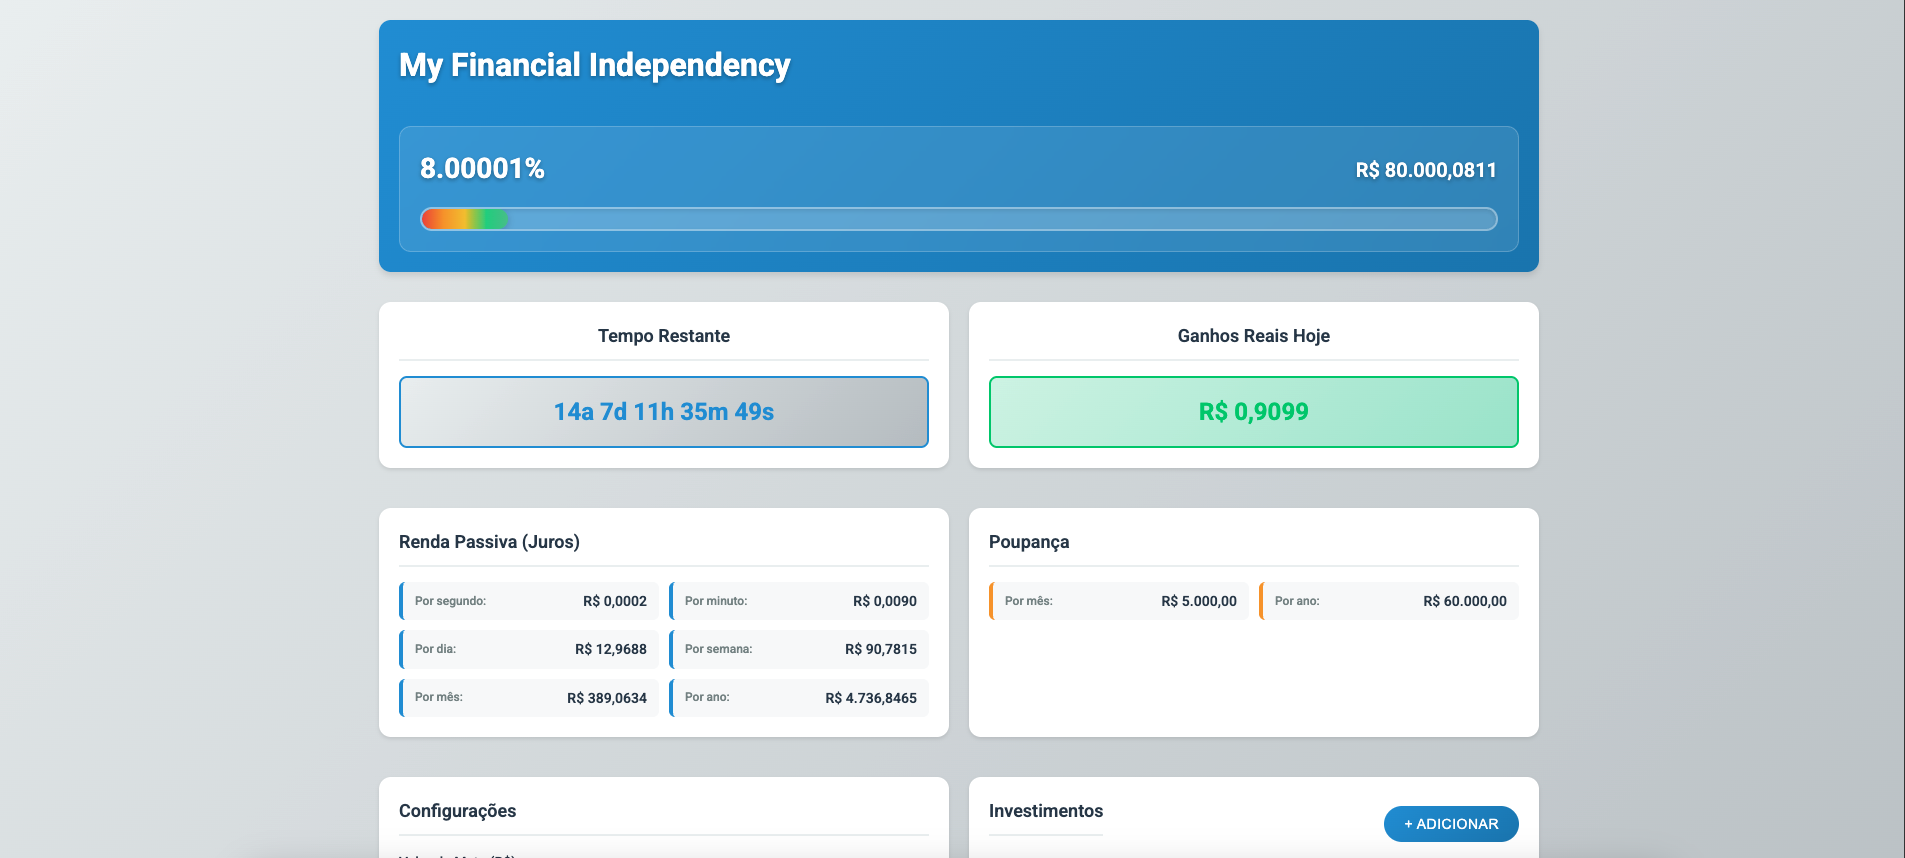 My Financial Independency
8.00001%
R$ 80.000,0811
Tempo Restante
14a 7d 11h 35m 49s
Ganhos Reais Hoje
R$ 0,9099
Renda Passiva (Juros)
Por segundo: R$ 0,0002
Por minuto: R$ 0,0090
Por dia: R$ 12,9688
Por semana: R$ 90,7815
Por mês: R$ 389,0634
Por ano: R$ 4.736,8465
Poupança
Por mês: R$ 5.000,00
Por ano: R$ 60.000,00
Configurações
Investimentos
+ ADICIONAR